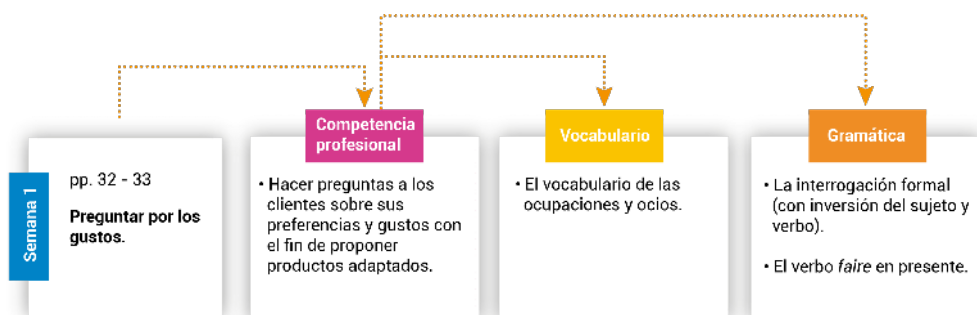 Semana 1
pp. 32 - 33
Preguntar por los
gustos.
Competencia
profesional
• Hacer preguntas a los
clientes sobre sus
preferencias y gustos con
el fin de proponer
productos adaptados.
Vocabulario
• El vocabulario de las
ocupaciones y ocios.
Gramática
• La interrogación formal
(con inversión del sujeto y
verbo).
• El verbo faire en presente.